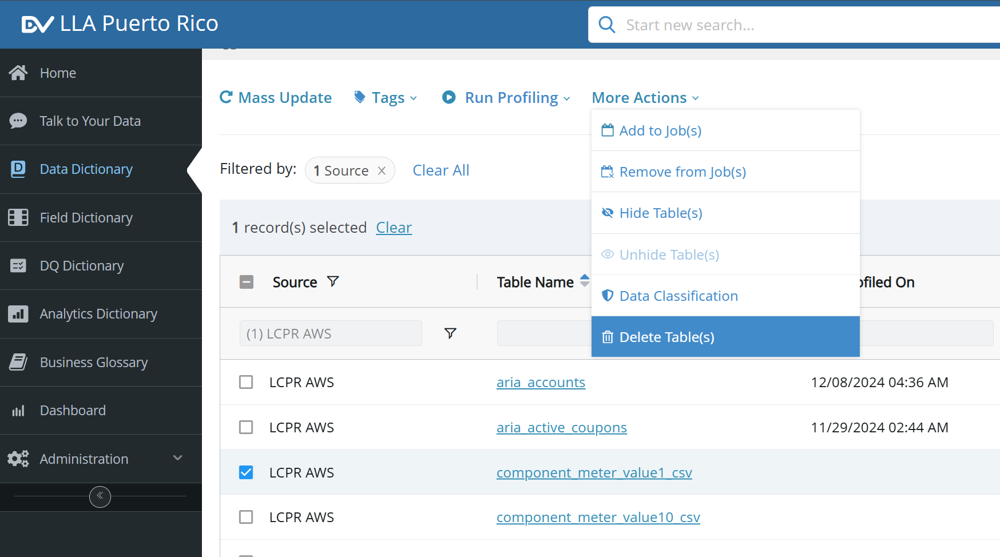 DV LLA Puerto Rico
Start new search...
Home
Talk to Your Data
Data Dictionary
Field Dictionary
DQ Dictionary
Analytics Dictionary
Business Glossary
Dashboard
Administration
Mass Update Tags Run Profiling More Actions
Add to Job(s)
Remove from Job(s)
Hide Table(s)
Unhide Table(s)
Data Classification
Delete Table(s)
Filtered by: 1 Source Clear All
1 record(s) selected Clear
Source Table Name ofiled On
(1) LCPR AWS
LCPR AWS aria_accounts 12/08/2024 04:36 AM
LCPR AWS aria_active_coupons 11/29/2024 02:44 AM
LCPR AWS component_meter_value1_csv
LCPR AWS component_meter_value10_csv